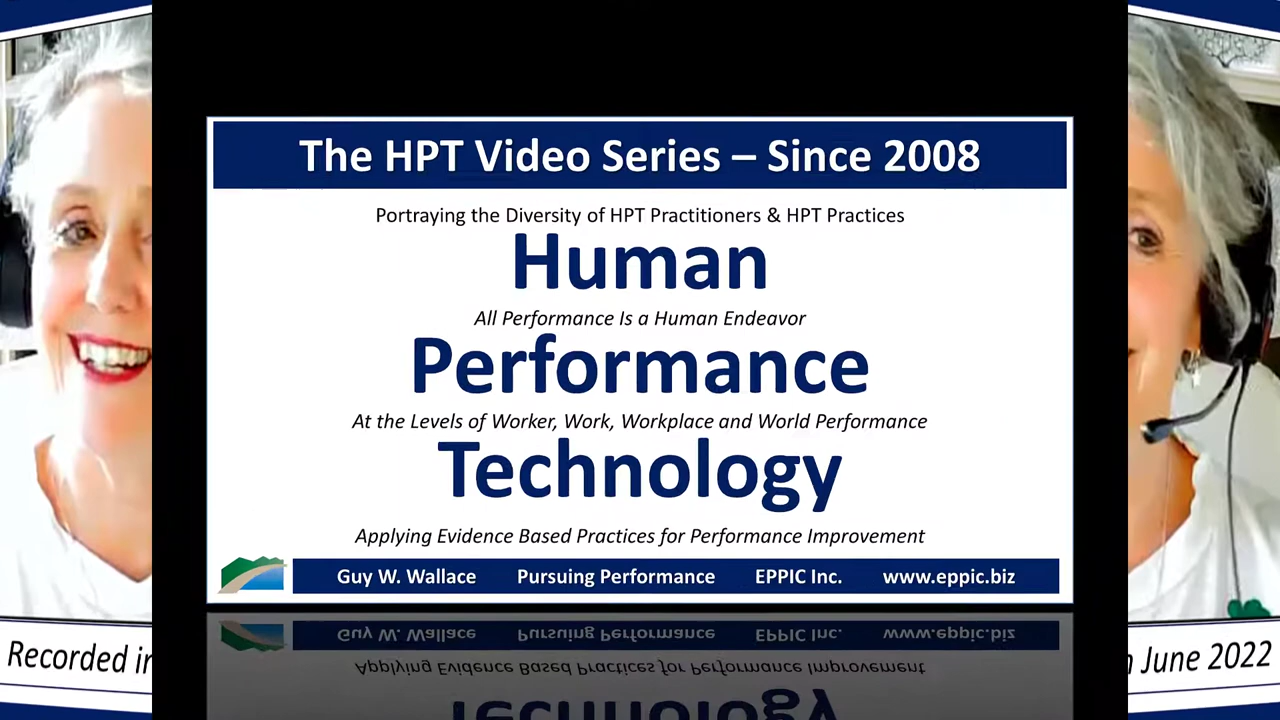 The HPT Video Series – Since 2008
Portraying the Diversity of HPT Practitioners & HPT Practices
Human
All Performance Is a Human Endeavor
Performance
At the Levels of Worker, Work, Workplace and World Performance
Technology
Applying Evidence Based Practices for Performance Improvement
Guy W. Wallace Pursuing Performance EPPIC Inc. www.eppic.biz
Recorded in June 2022